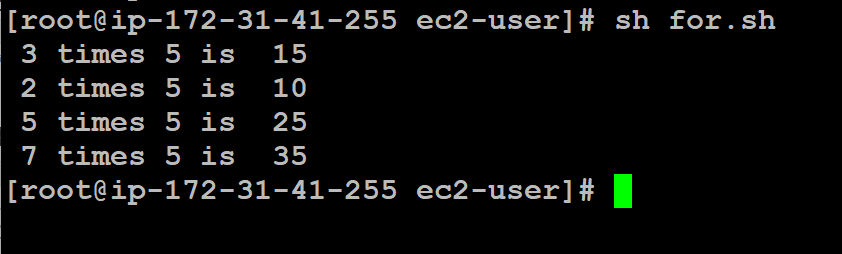 [root@ip-172-31-41-255 ec2-user]# sh for.sh
 3 times 5 is  15
 2 times 5 is  10
 5 times 5 is  25
 7 times 5 is  35
[root@ip-172-31-41-255 ec2-user]#